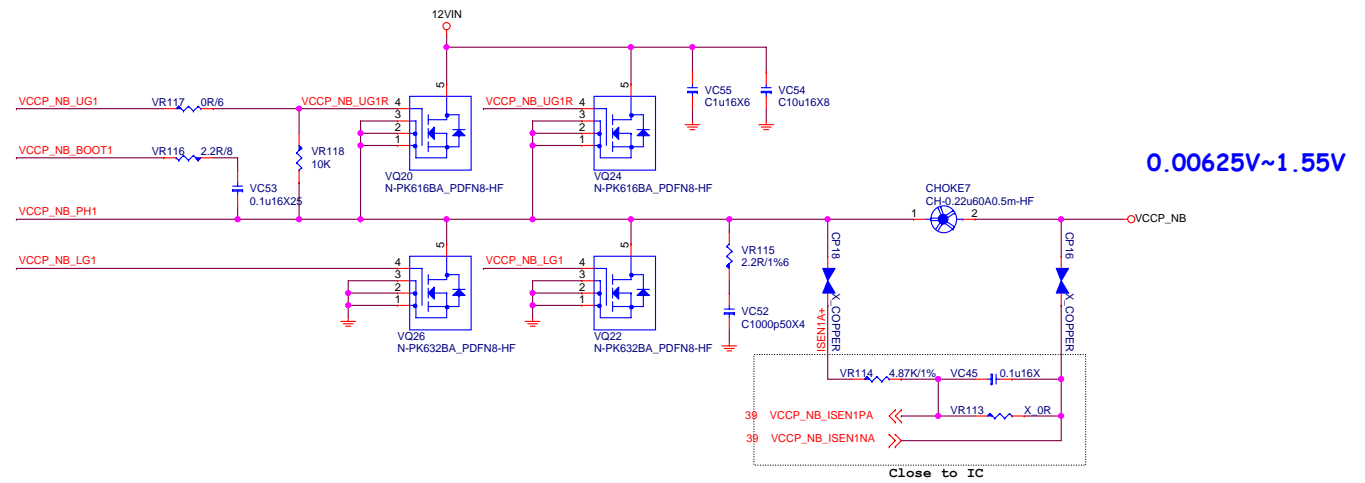 12VIN
VCCP_NB_UG1
VR117 0R/6
VCCP_NB_UG1R
4
3
2
1
5
VQ20
N-PK616BA_PDFN8-HF
VCCP_NB_UG1R
4
3
2
1
5
VQ24
N-PK616BA_PDFN8-HF
VC55
C1u16X6
VC54
C10u16X8
VCCP_NB_BOOT1
VR116 2.2R/8
VR118
10K
VC53
0.1u16X25
0.00625V~1.55V
VCCP_NB_PH1
CHOKE7
CH-0.22u60A0.5m-HF
1
2
VCCP_NB
VCCP_NB_LG1
4
3
2
1
5
VQ26
N-PK632BA_PDFN8-HF
VCCP_NB_LG1
4
3
2
1
5
VQ22
N-PK632BA_PDFN8-HF
VR115
2.2R/1%6
VC52
C1000p50X4
CP18
X_COPPER
ISEN1A+
CP16
X_COPPER
VR114 4.87K/1%
VC45 0.1u16X
39 VCCP_NB_ISEN1PA
VR113 X_0R
39 VCCP_NB_ISEN1NA
Close to IC